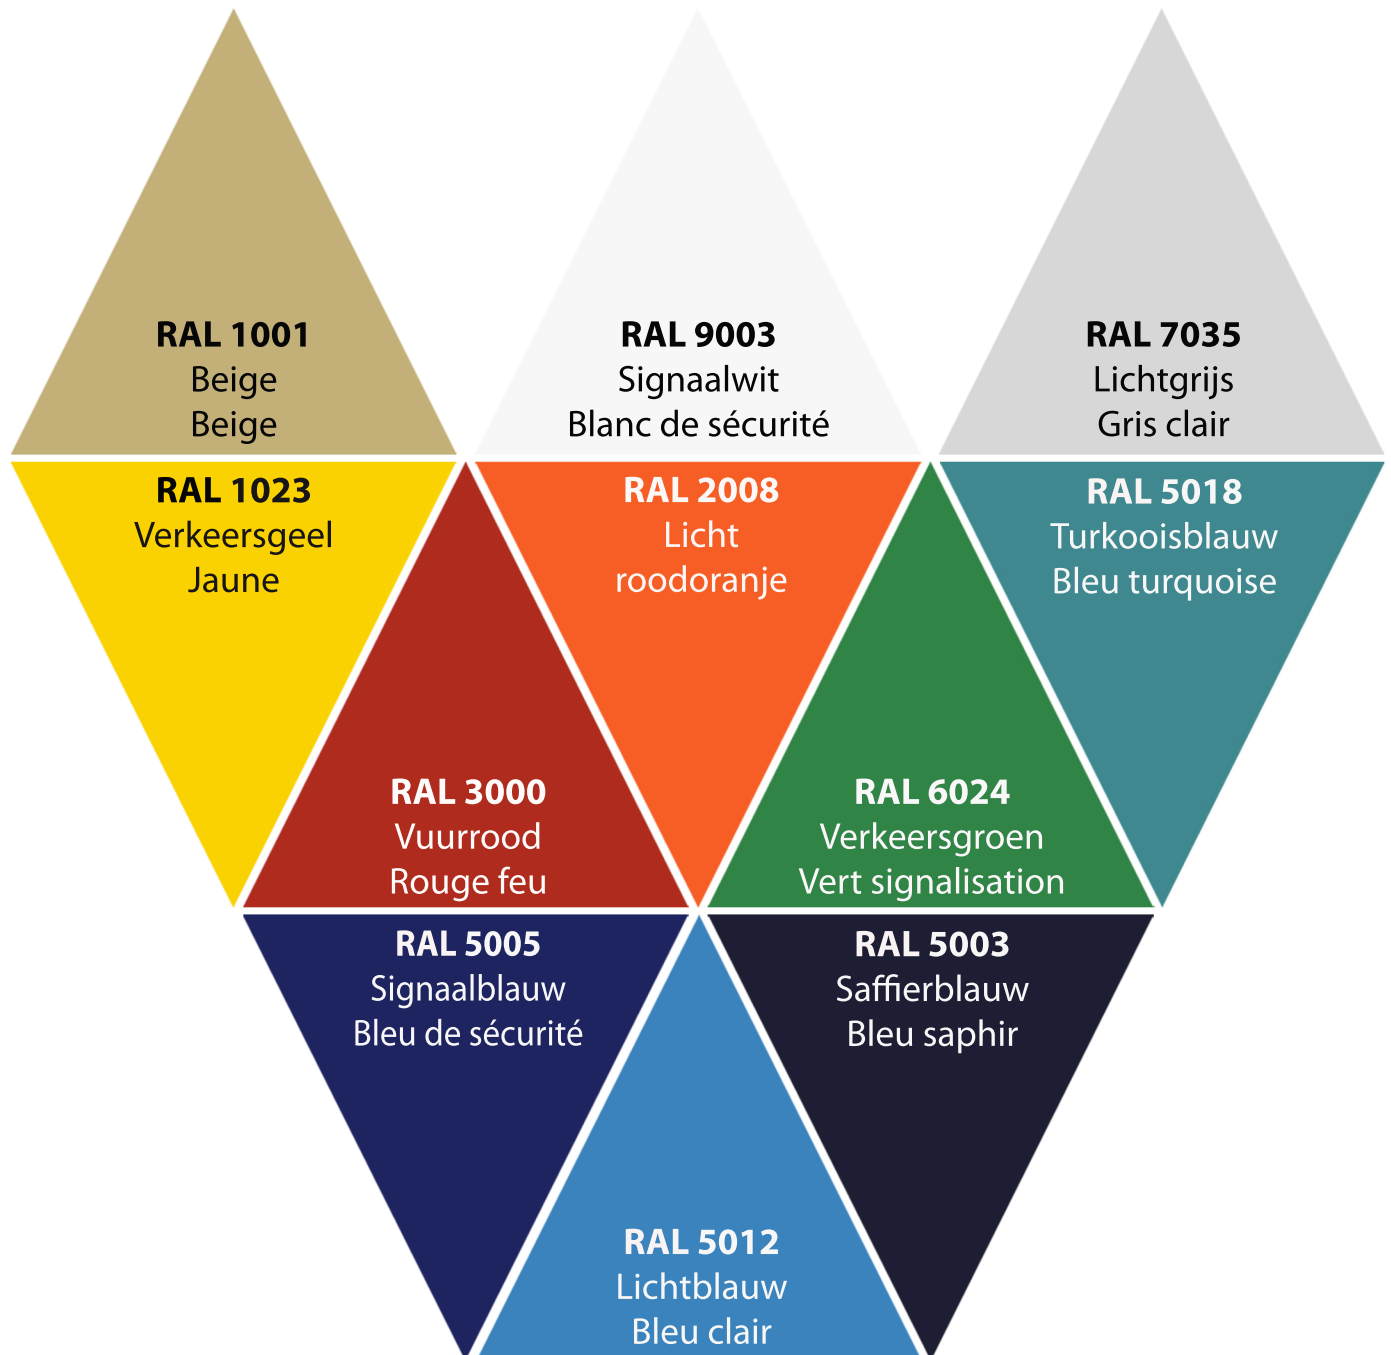 RAL 1001
Beige
Beige
RAL 9003
Signaalwit
Blanc de sécurité
RAL 7035
Lichtgrijs
Gris clair
RAL 1023
Verkeersgeel
Jaune
RAL 2008
Licht
roodoranje
RAL 5018
Turkooisblauw
Bleu turquoise
RAL 3000
Vuurrood
Rouge feu
RAL 6024
Verkeersgroen
Vert signalisation
RAL 5005
Signaalblauw
Bleu de sécurité
RAL 5003
Saffierblauw
Bleu saphir
RAL 5012
Lichtblauw
Bleu clair